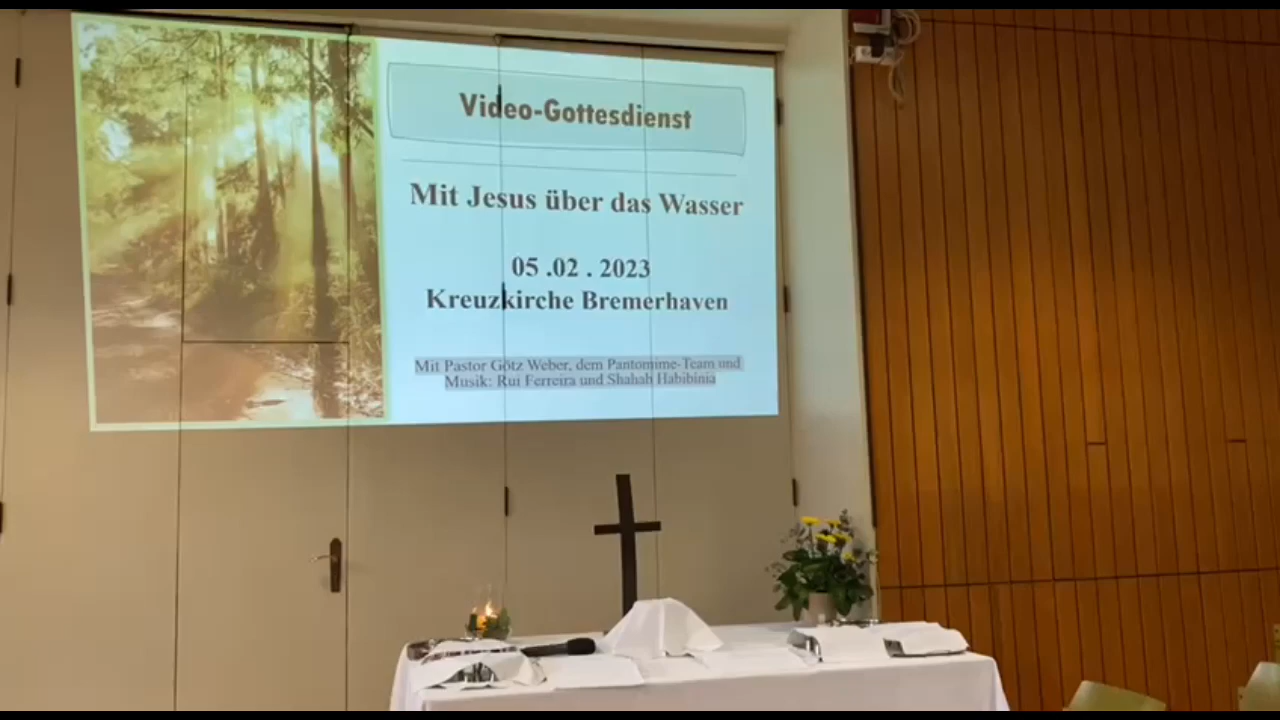 Video-Gottesdienst
Mit Jesus über das Wasser
05 .02 . 2023
Kreuzkirche Bremerhaven
Mit Pastor Götz Weber, dem Pantomime-Team und
Musik: Rui Ferreira und Shahab Habibinia